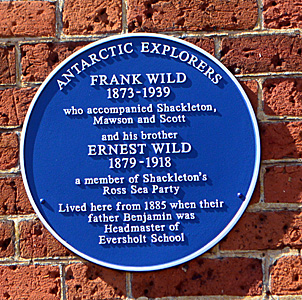 ANTARCTIC EXPLORERS
FRANK WILD
1873-1939
who accompanied Shackleton,
Mawson and Scott
and his brother
ERNEST WILD
1879-1918
a member of Shackleton's
Ross Sea Party
Lived here from 1885 when their
father Benjamin was
Headmaster of
Eversholt School